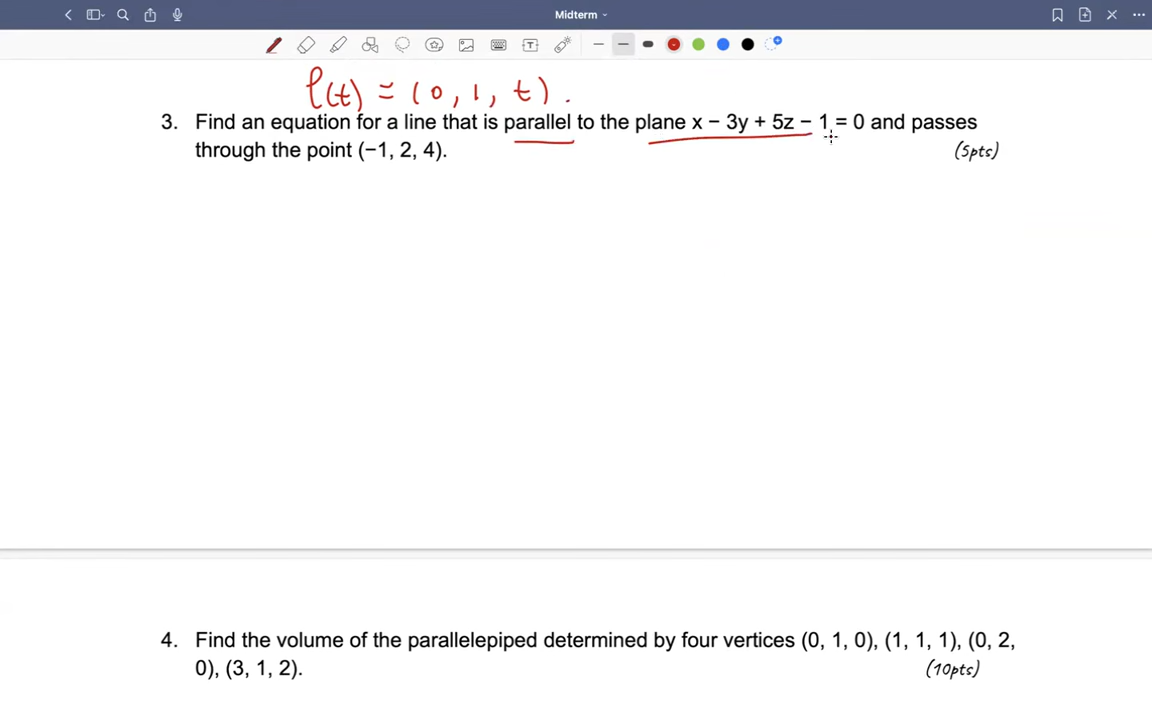 Midterm
ℓ(t) = (0, 1, t).
3. Find an equation for a line that is parallel to the plane x − 3y + 5z − 1 = 0 and passes
through the point (−1, 2, 4).
(5pts)
4. Find the volume of the parallelepiped determined by four vertices (0, 1, 0), (1, 1, 1), (0, 2,
0), (3, 1, 2).
(10pts)